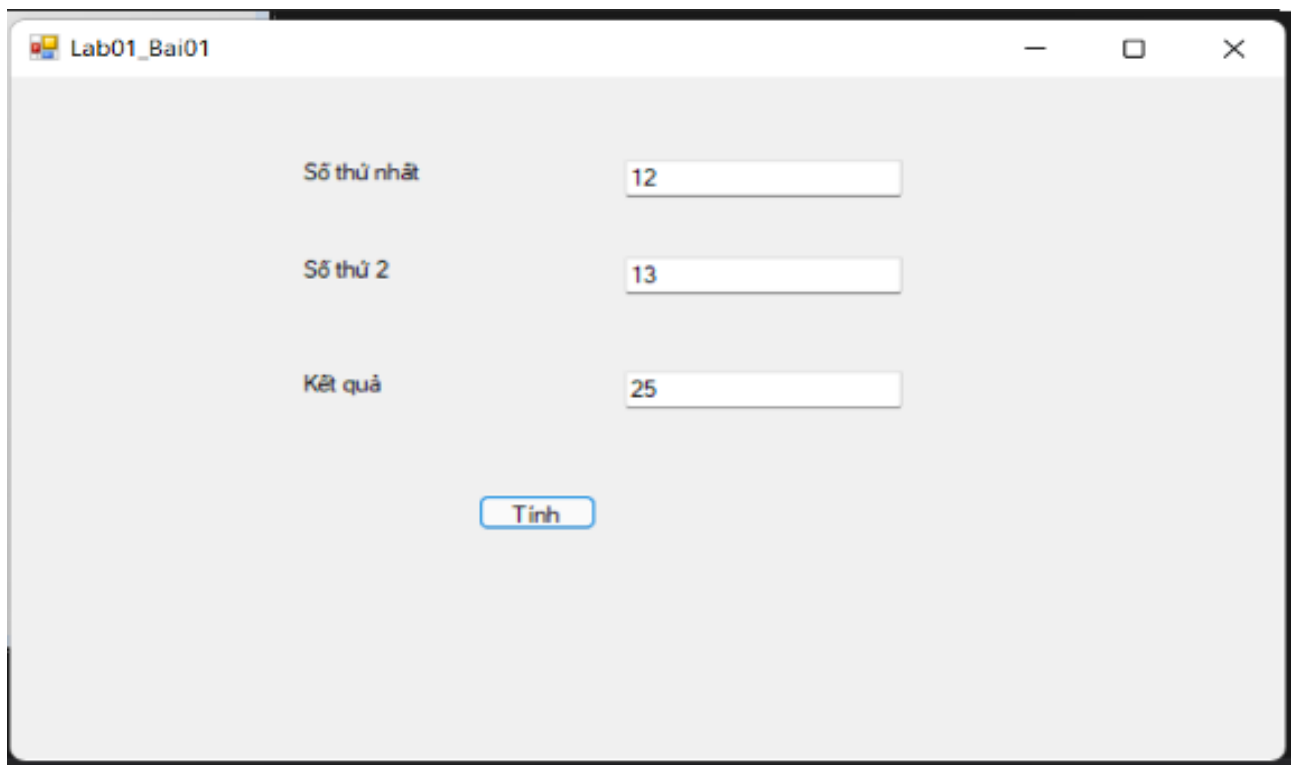 Lab01_Bai01
Số thứ nhất 12
Số thứ 2 13
Kết quả 25
Tính